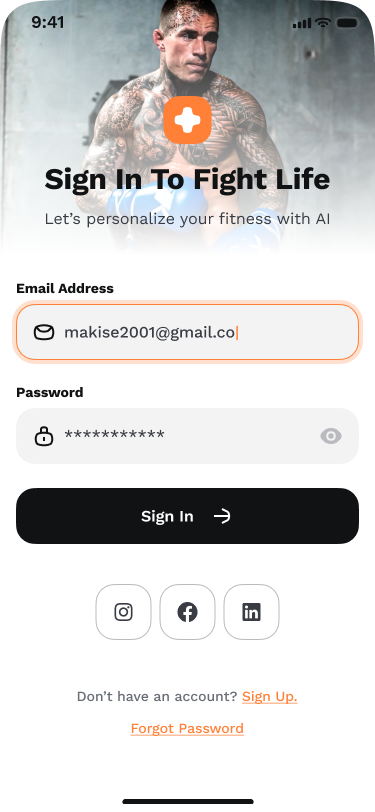 9:41
Sign In To Fight Life
Let's personalize your fitness with AI
Email Address
makise2001@gmail.co
Password
***********
Sign In
Don't have an account? Sign Up.
Forgot Password